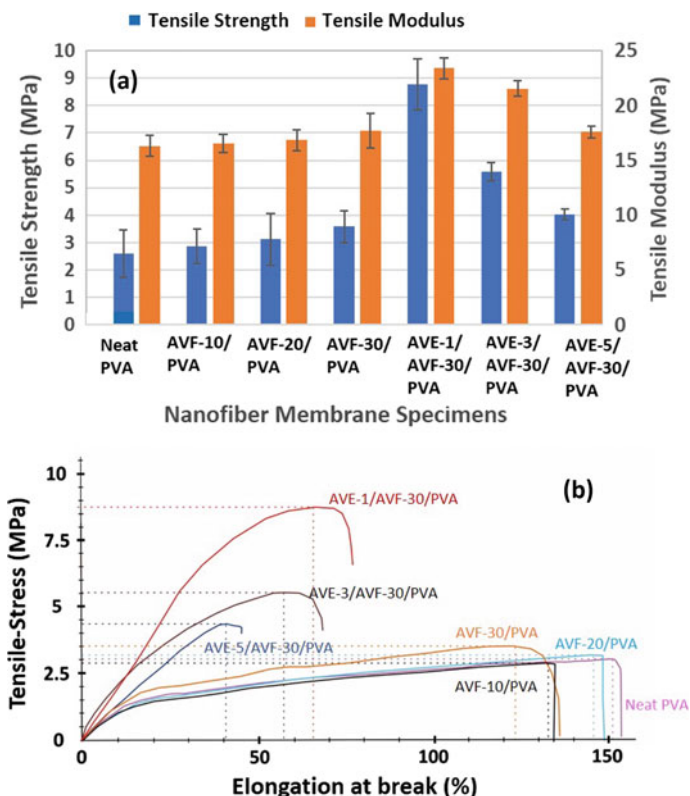 Tensile Strength Tensile Modulus
(a)
Tensile Strength (MPa)
10
9
8
7
6
5
4
3
2
1
0
Tensile Modulus (MPa)
25
20
15
10
5
0
Neat PVA
AVF-10/ PVA
AVF-20/ PVA
AVF-30/ PVA
AVE-1/ AVF-30/ PVA
AVE-3/ AVF-30/ PVA
AVE-5/ AVF-30/ PVA
Nanofiber Membrane Specimens
(b)
Tensile-Stress (MPa)
10
7.5
5
2.5
0
AVE-1/AVF-30/PVA
AVE-3/AVF-30/PVA
AVE-5/AVF-30/PVA
AVF-30/PVA
AVF-20/PVA
AVF-10/PVA
Neat PVA
0 50 100 150
Elongation at break (%)